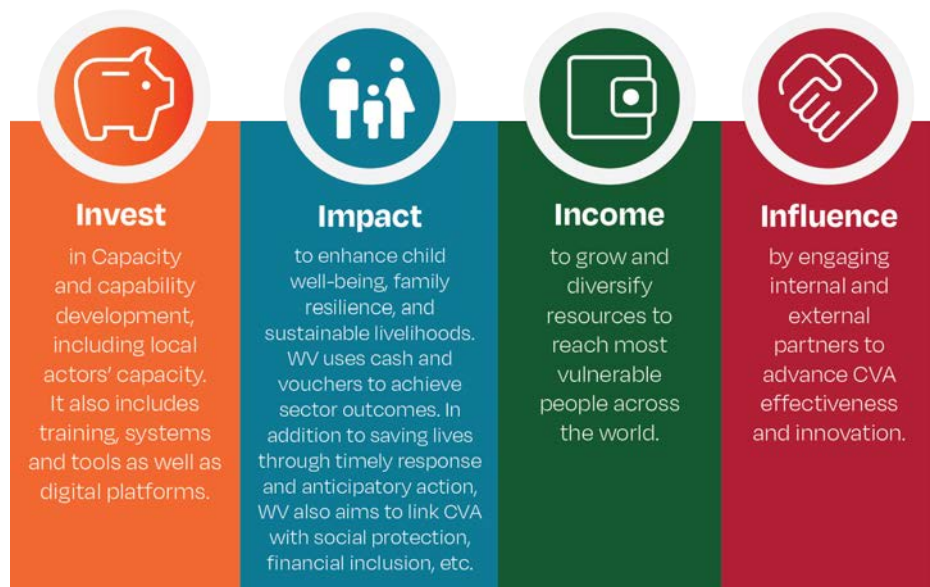 Invest
in Capacity
and capability
development,
including local
actors’ capacity.
It also includes
training, systems
and tools as well as
digital platforms.
Impact
to enhance child
well-being, family
resilience, and
sustainable livelihoods.
WV uses cash and
vouchers to achieve
sector outcomes. In
addition to saving lives
through timely response
and anticipatory action,
WV also aims to link CVA
with social protection,
financial inclusion, etc.
Income
to grow and
diversify
resources to
reach most
vulnerable
people across
the world.
Influence
by engaging
internal and
external
partners to
advance CVA
effectiveness
and innovation.